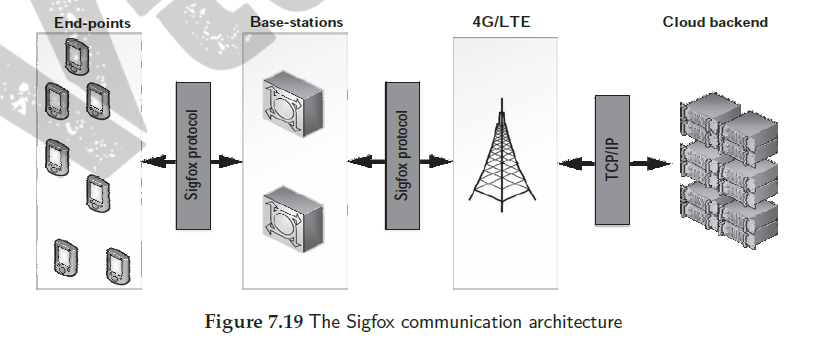 End-points
Base-stations
4G/LTE
Cloud backend
Sigfox protocol
Sigfox protocol
TCP/IP
Figure 7.19 The Sigfox communication architecture